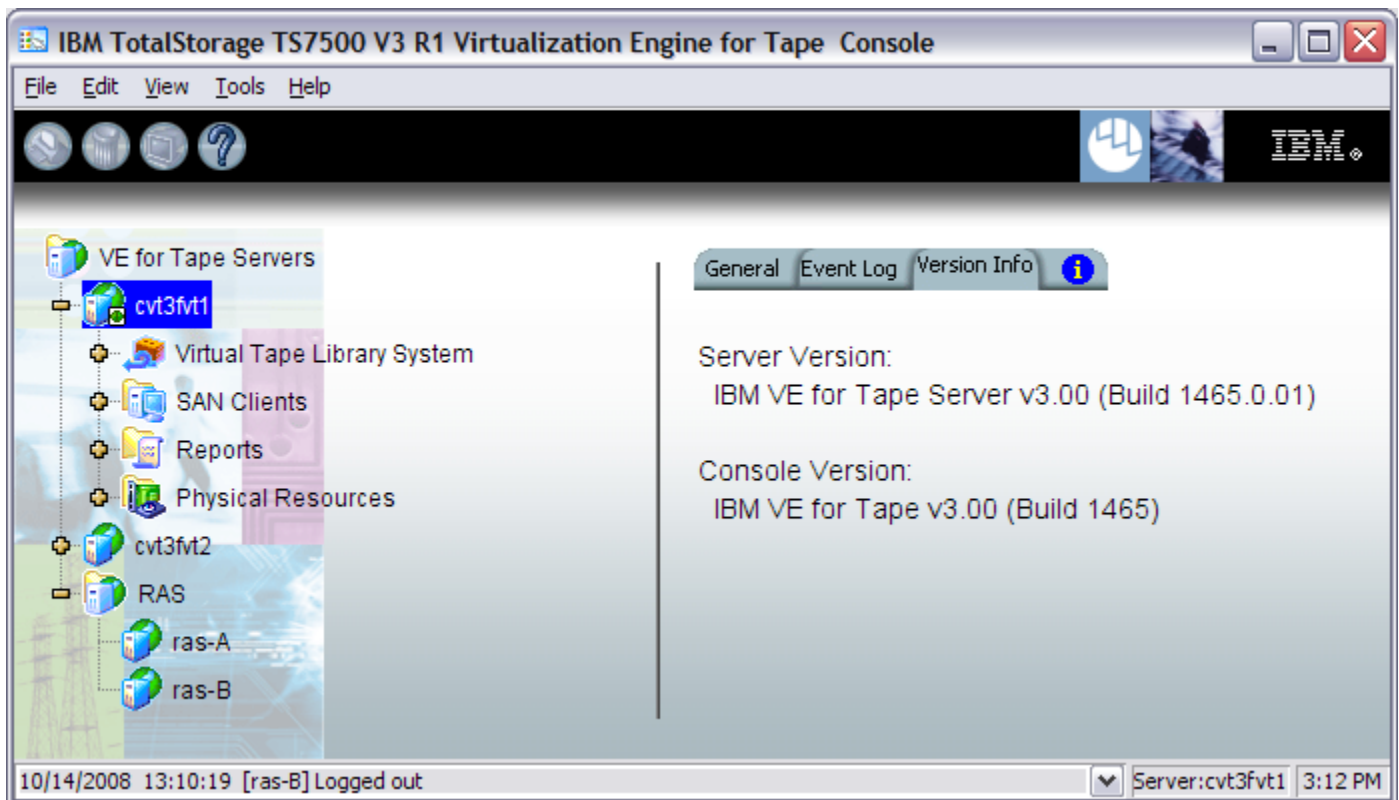 IBM TotalStorage TS7500 V3 R1 Virtualization Engine for Tape Console
File Edit View Tools Help
IBM
VE for Tape Servers
cvt3fvt1
Virtual Tape Library System
SAN Clients
Reports
Physical Resources
cvt3fvt2
RAS
ras-A
ras-B
General Event Log Version Info
Server Version:
IBM VE for Tape Server v3.00 (Build 1465.0.01)
Console Version:
IBM VE for Tape v3.00 (Build 1465)
10/14/2008 13:10:19 [ras-B] Logged out
Server:cvt3fvt1 3:12 PM